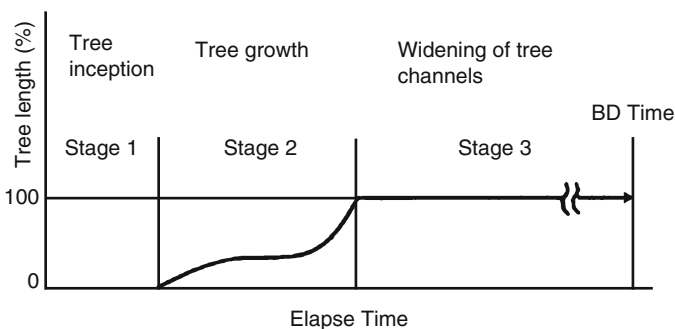 Tree length (%)
Tree
inception
Tree growth
Widening of tree
channels
BD Time
Stage 1
Stage 2
Stage 3
100
0
Elapse Time